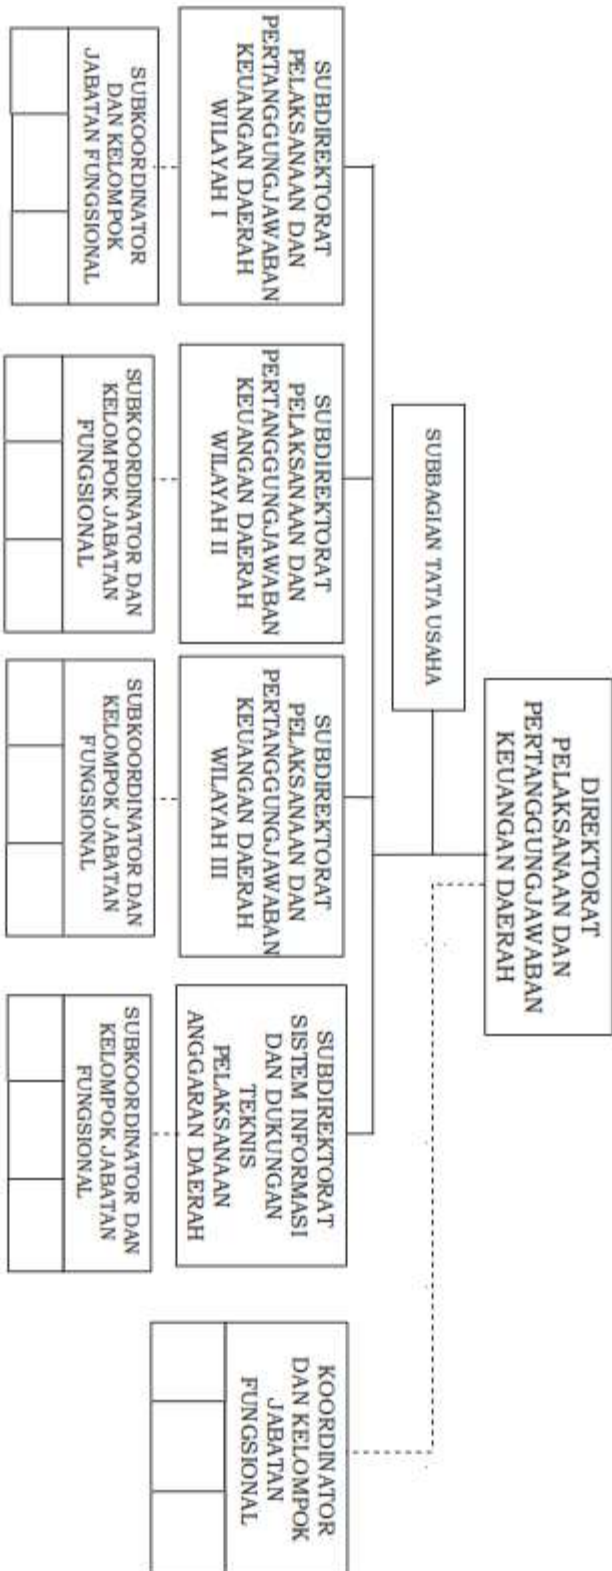 DIREKTORAT
PELAKSANAAN DAN
PERTANGGUNGJAWABAN
KEUANGAN DAERAH
SUBBAGIAN TATA USAHA
SUBDIREKTORAT
PELAKSANAAN DAN
PERTANGGUNGJAWABAN
KEUANGAN DAERAH
WILAYAH I
SUBDIREKTORAT
PELAKSANAAN DAN
PERTANGGUNGJAWABAN
KEUANGAN DAERAH
WILAYAH II
SUBDIREKTORAT
PELAKSANAAN DAN
PERTANGGUNGJAWABAN
KEUANGAN DAERAH
WILAYAH III
SUBDIREKTORAT
SISTEM INFORMASI
DAN DUKUNGAN
TEKNIS
PELAKSANAAN
ANGGARAN DAERAH
KOORDINATOR
DAN KELOMPOK
JABATAN
FUNGSIONAL
SUBKOORDINATOR
DAN KELOMPOK
JABATAN FUNGSIONAL
SUBKOORDINATOR DAN
KELOMPOK JABATAN
FUNGSIONAL
SUBKOORDINATOR DAN
KELOMPOK JABATAN
FUNGSIONAL
SUBKOORDINATOR DAN
KELOMPOK JABATAN
FUNGSIONAL